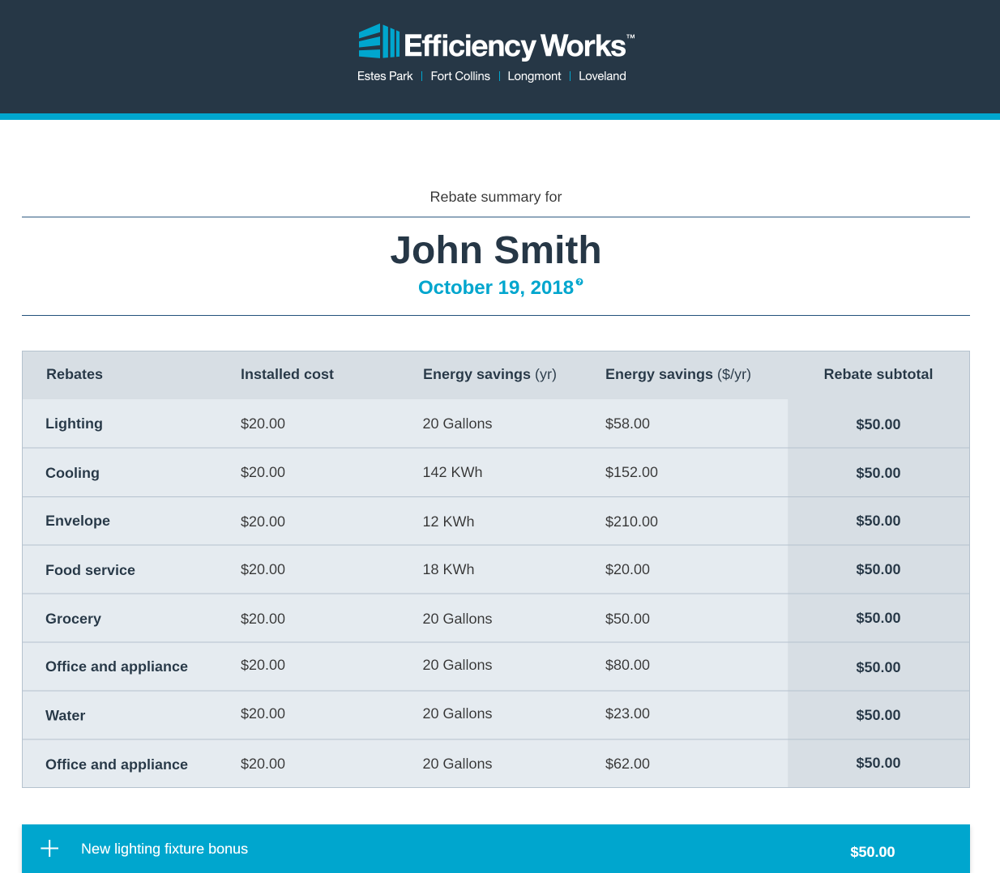 Efficiency Works™
Estes Park | Fort Collins | Longmont | Loveland
Rebate summary for
John Smith
October 19, 2018?
Rebates Installed cost Energy savings (yr) Energy savings ($/yr) Rebate subtotal
Lighting $20.00 20 Gallons $58.00 $50.00
Cooling $20.00 142 KWh $152.00 $50.00
Envelope $20.00 12 KWh $210.00 $50.00
Food service $20.00 18 KWh $20.00 $50.00
Grocery $20.00 20 Gallons $50.00 $50.00
Office and appliance $20.00 20 Gallons $80.00 $50.00
Water $20.00 20 Gallons $23.00 $50.00
Office and appliance $20.00 20 Gallons $62.00 $50.00
+ New lighting fixture bonus $50.00